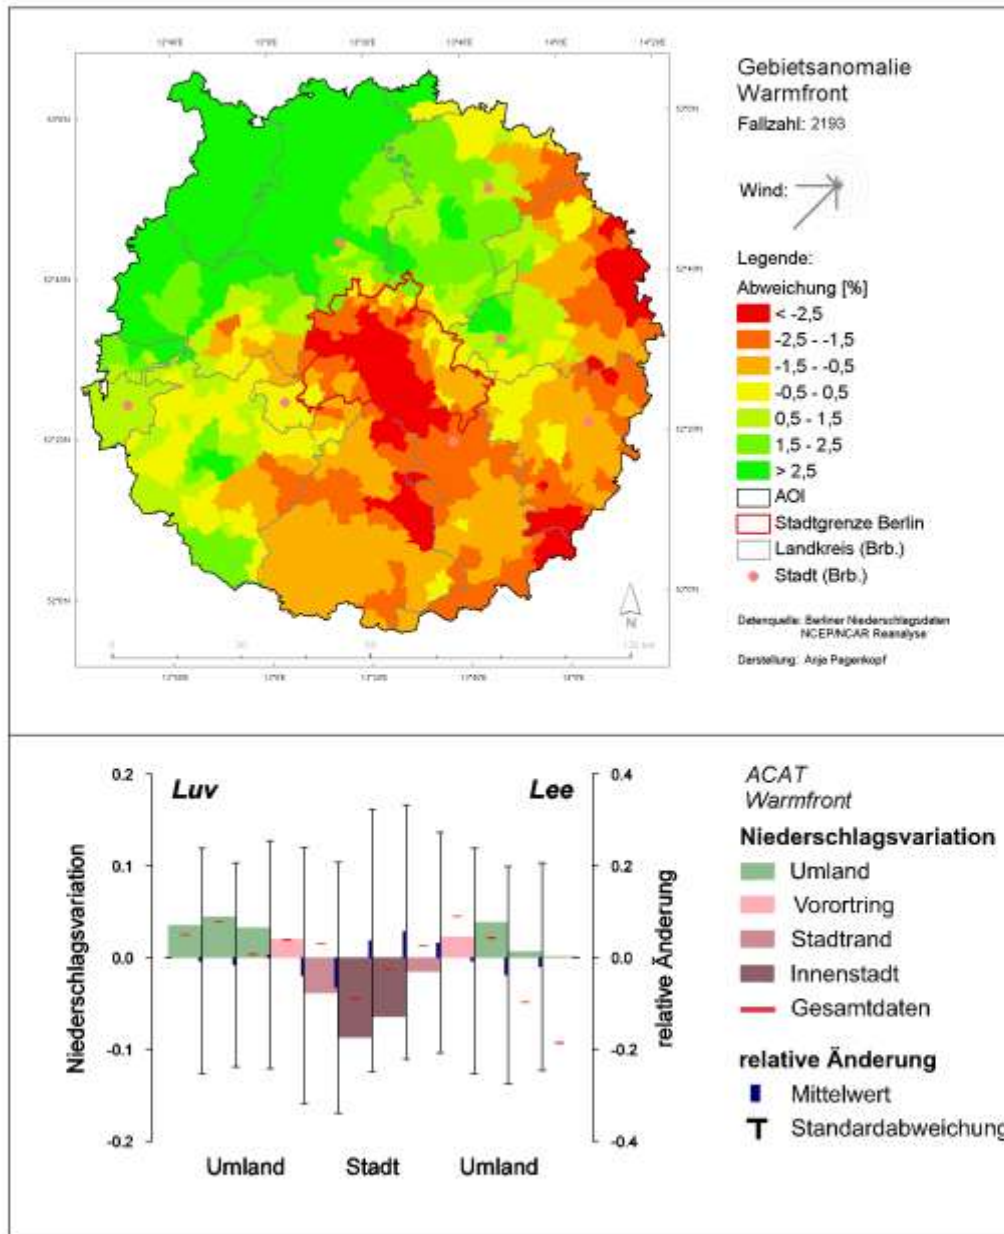 Gebietsanomalie
Warmfront
Fallzahl: 2193
Wind:
Legende:
Abweichung [%]
< -2,5
-2,5 - -1,5
-1,5 - -0,5
-0,5 - 0,5
0,5 - 1,5
1,5 - 2,5
> 2,5
AOI
Stadtgrenze Berlin
Landkreis (Brb.)
Stadt (Brb.)
N
Datenquelle: Berliner Niederschlagsdaten
NCEP/NCAR Reanalyse
Darstellung: Anja Pagenkopf
0.2
0.1
0.0
-0.1
-0.2
Niederschlagsvariation
Luv
Lee
0.4
0.2
0.0
-0.2
-0.4
relative Änderung
Umland
Stadt
Umland
ACAT
Warmfront
Niederschlagsvariation
Umland
Vorortring
Stadtrand
Innenstadt
Gesamtdaten
relative Änderung
Mittelwert
Standardabweichung